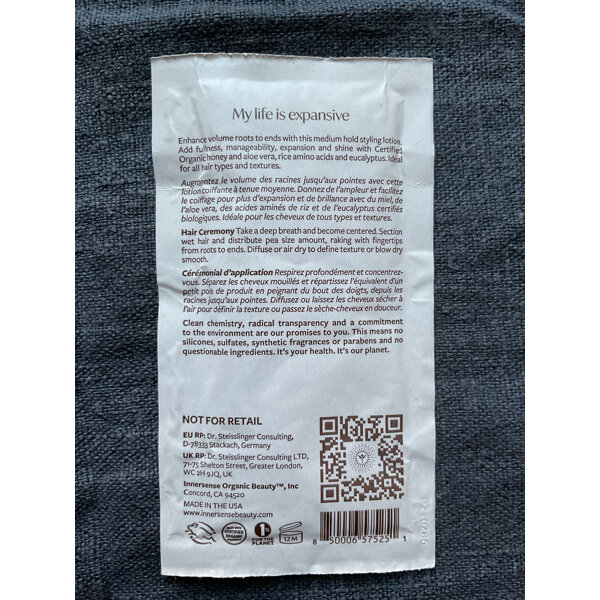 My life is expansive
Enhance volume roots to ends with this medium hold styling lotion.
Add fullness, manageability, expansion and shine with Certified
Organic honey and aloe vera, rice amino acids and eucalyptus. Ideal
for all hair types and textures.
Augmentez le volume des racines jusqu'aux pointes avec cette
lotion coiffante à tenue moyenne. Donnez de l'ampleur et facilitez
le coiffage pour plus d'expansion et de brillance avec du miel, de
l'aloe vera, des acides aminés de riz et de l'eucalyptus certifiés
biologiques. Idéale pour les cheveux de tous types et textures.
Hair Ceremony Take a deep breath and become centered. Section
wet hair and distribute pea size amount, raking with fingertips
from roots to ends. Diffuse or air dry to define texture or blow dry
smooth.
Cérémonial d'application Respirez profondément et concentrez-
vous. Séparez les cheveux mouillés et répartissez l'équivalent d'un
petit pois de produit en peignant du bout des doigts, depuis les
racines jusqu'aux pointes. Diffusez ou laissez les cheveux sécher à
l'air pour définir la texture ou passez le sèche-cheveux en douceur.
Clean chemistry, radical transparency and a commitment
to the environment are our promises to you. This means no
silicones, sulfates, synthetic fragrances or parabens and no
questionable ingredients. It's your health. It's our planet.
NOT FOR RETAIL
EU RP: Dr. Steisslinger Consulting,
D-78333 Stackach, Germany
UK RP: Dr. Steisslinger Consulting LTD,
71-75 Shelton Street, Greater London,
WC 2H 9JQ, UK
Innersense Organic Beauty™, Inc
Concord, CA 94520
MADE IN THE USA
www.innersensebeauty.com
MADE WITH
CERTIFIED
ORGANIC
1%
FOR THE
PLANET
12 M
8 50006 57525 1